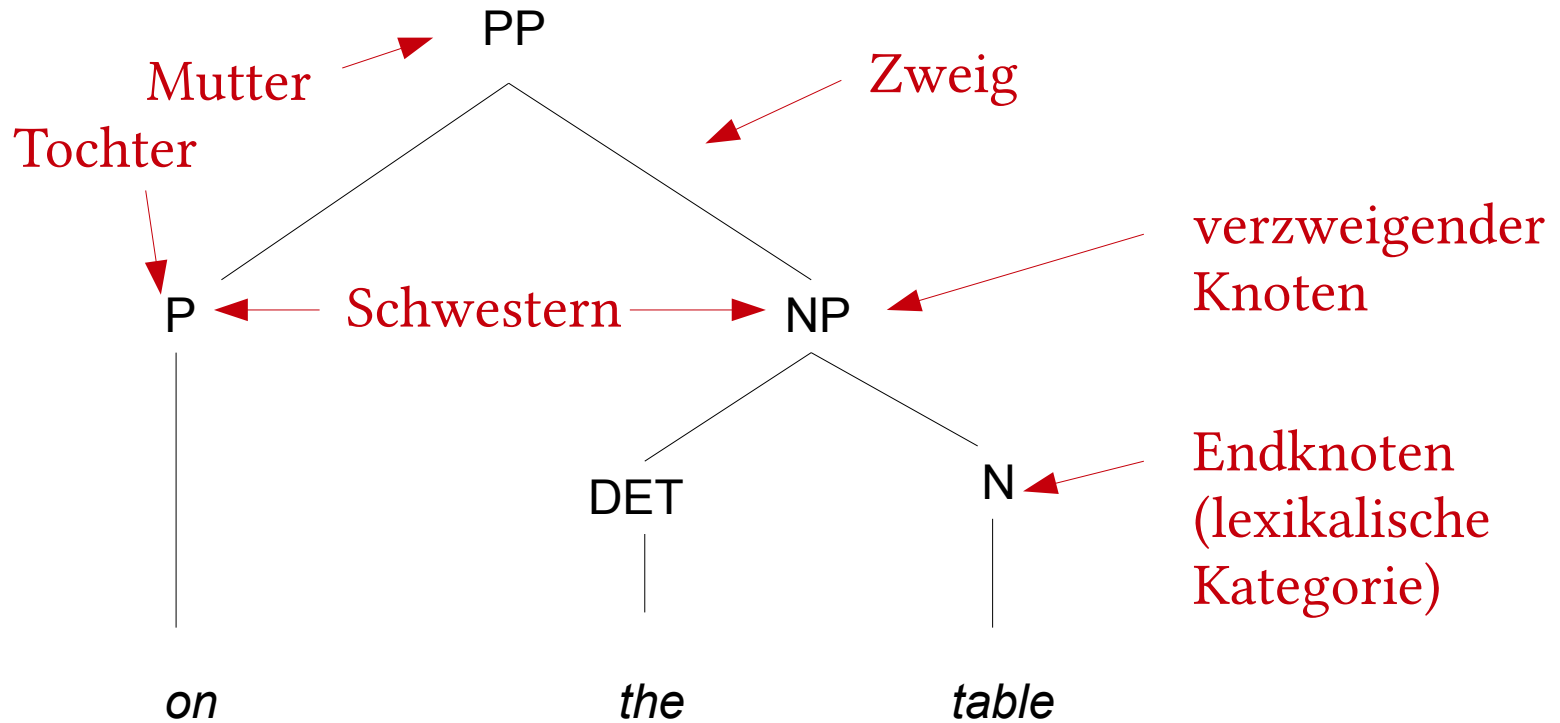 PP
Mutter
Zweig
Tochter
verzweigender
Knoten
P
Schwestern
NP
Endknoten
(lexikalische
Kategorie)
DET
N
on
the
table